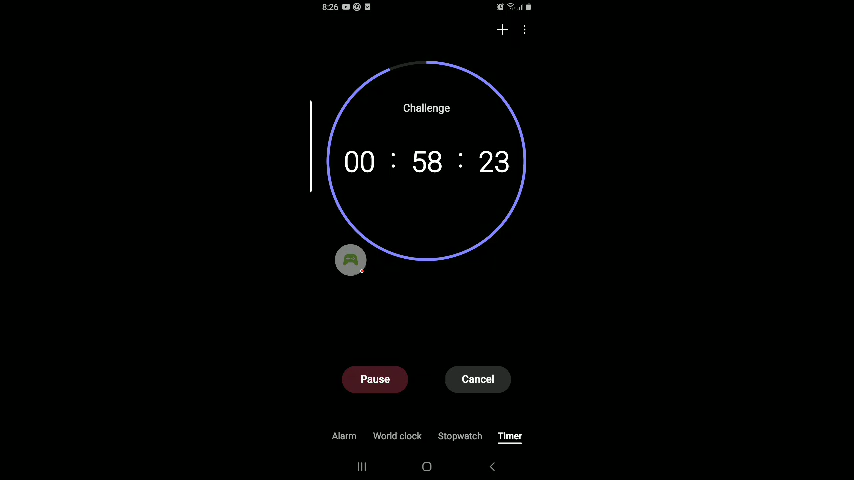 8:26
Challenge
00 : 58 : 23
Pause Cancel
Alarm World clock Stopwatch Timer